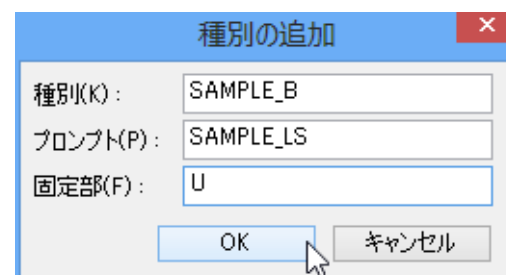 種別の追加
種別(K) : SAMPLE_B
プロンプト(P) : SAMPLE_LS
固定部(F) : U
OK キャンセル